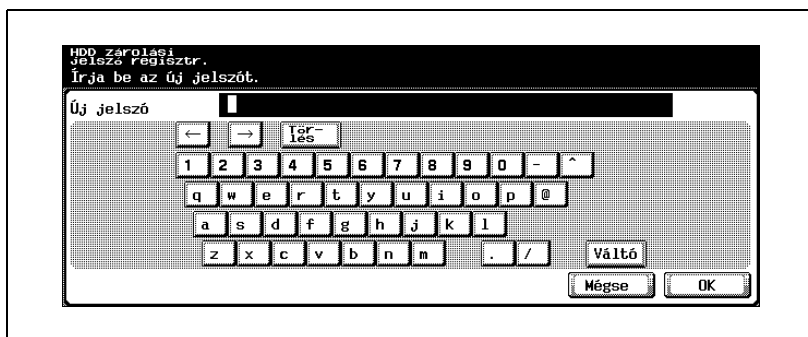 HDD zárolási
jelszó regisztr.
Írja be az új jelszót.
Új jelszó
← → Tör-
lés
1 2 3 4 5 6 7 8 9 0 - ^
q w e r t y u i o p @
a s d f g h j k l
z x c v b n m . / Váltó
Mégse OK